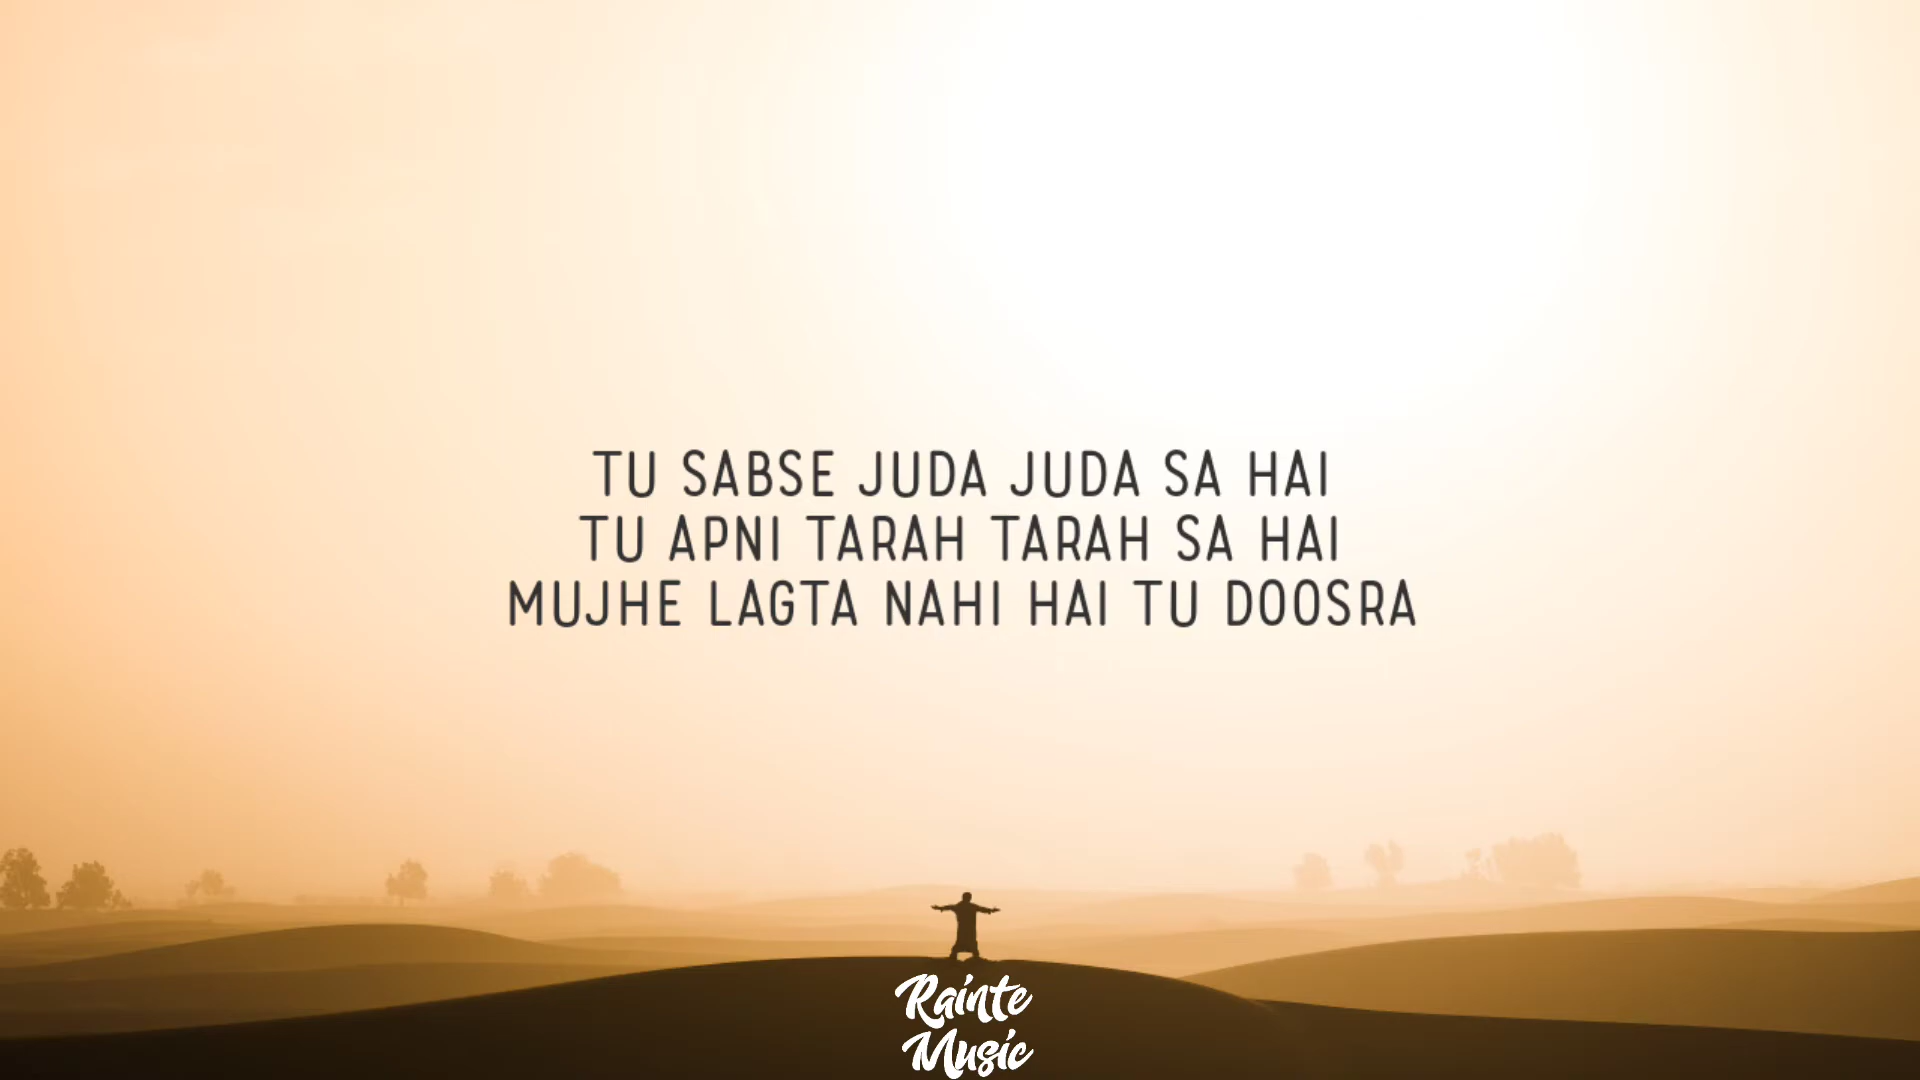 TU SABSE JUDA JUDA SA HAI
TU APNI TARAH TARAH SA HAI
MUJHE LAGTA NAHI HAI TU DOOSRA
Rainte
Music